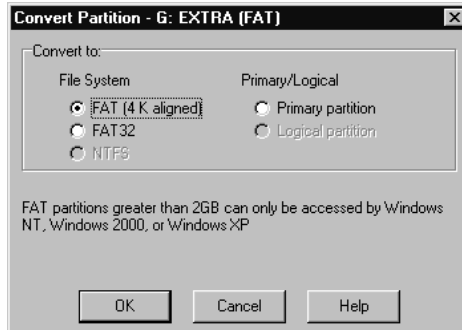 Convert Partition - G: EXTRA (FAT)
Convert to:
File System
Primary/Logical
FAT (4 K aligned)
Primary partition
FAT32
Logical partition
NTFS
FAT partitions greater than 2GB can only be accessed by Windows
NT, Windows 2000, or Windows XP
OK
Cancel
Help